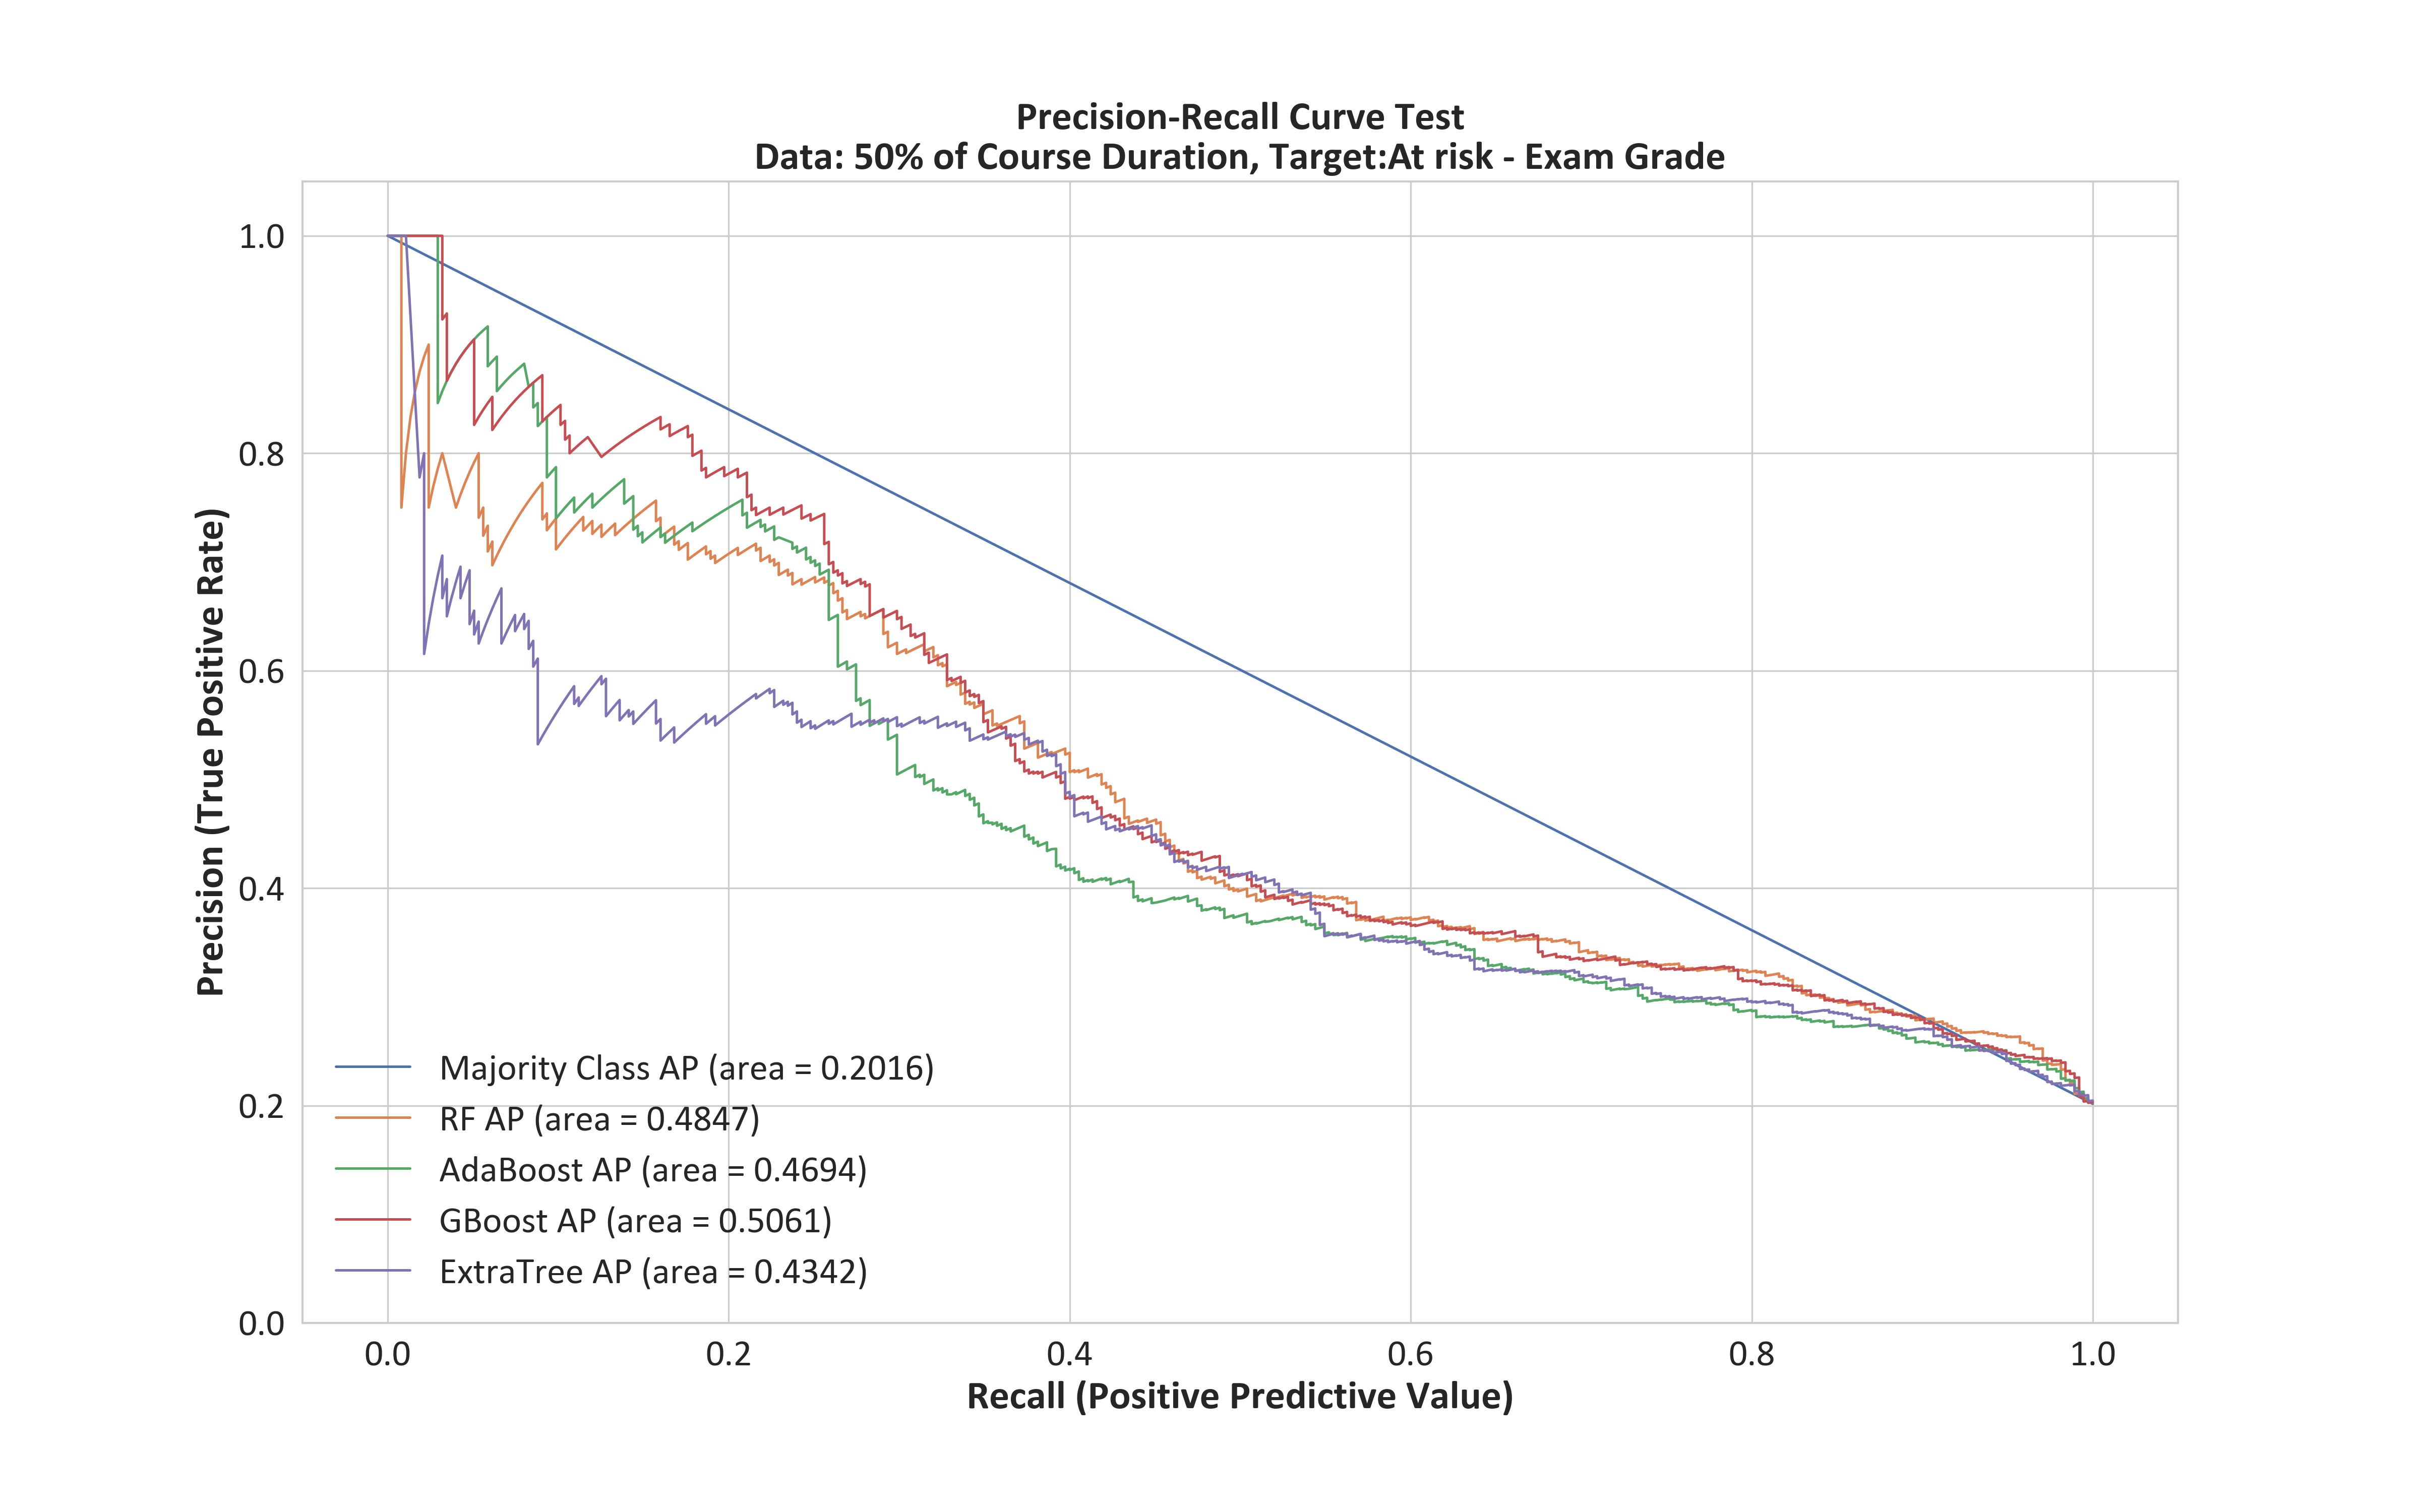 Precision-Recall Curve Test
Data: 50% of Course Duration, Target:At risk - Exam Grade
Precision (True Positive Rate)
1.0
0.8
0.6
0.4
0.2
0.0
Majority Class AP (area = 0.2016)
RF AP (area = 0.4847)
AdaBoost AP (area = 0.4694)
GBoost AP (area = 0.5061)
ExtraTree AP (area = 0.4342)
0.0 0.2 0.4 0.6 0.8 1.0
Recall (Positive Predictive Value)